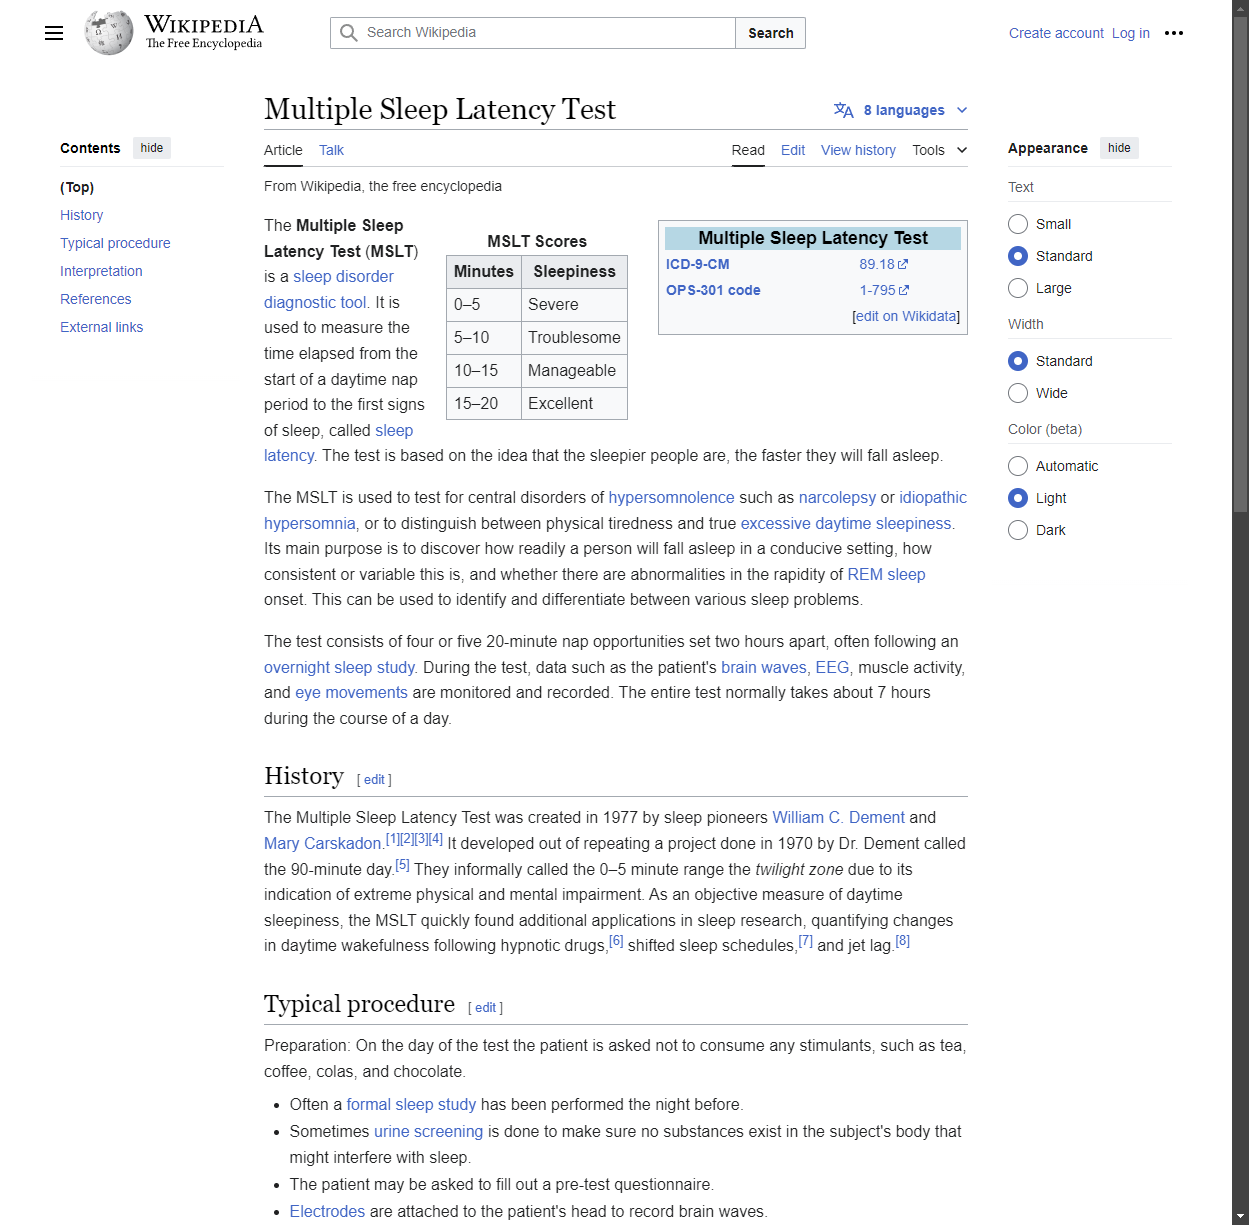 WIKIPEDIA
The Free Encyclopedia
Search Wikipedia
Search
Create account
Log in
Contents
hide
(Top)
History
Typical procedure
Interpretation
References
External links
Multiple Sleep Latency Test
8 languages
Article
Talk
Read
Edit
View history
Tools
From Wikipedia, the free encyclopedia
Multiple Sleep Latency Test
ICD-9-CM 89.18
OPS-301 code 1-795
[edit on Wikidata]
MSLT Scores
Minutes Sleepiness
0–5 Severe
5–10 Troublesome
10–15 Manageable
15–20 Excellent
The Multiple Sleep
Latency Test (MSLT)
is a sleep disorder
diagnostic tool. It is
used to measure the
time elapsed from the
start of a daytime nap
period to the first signs
of sleep, called sleep
latency. The test is based on the idea that the sleepier people are, the faster they will fall asleep.
The MSLT is used to test for central disorders of hypersomnolence such as narcolepsy or idiopathic
hypersomnia, or to distinguish between physical tiredness and true excessive daytime sleepiness.
Its main purpose is to discover how readily a person will fall asleep in a conducive setting, how
consistent or variable this is, and whether there are abnormalities in the rapidity of REM sleep
onset. This can be used to identify and differentiate between various sleep problems.
The test consists of four or five 20-minute nap opportunities set two hours apart, often following an
overnight sleep study. During the test, data such as the patient's brain waves, EEG, muscle activity,
and eye movements are monitored and recorded. The entire test normally takes about 7 hours
during the course of a day.
History [ edit ]
The Multiple Sleep Latency Test was created in 1977 by sleep pioneers William C. Dement and
Mary Carskadon.[1][2][3][4] It developed out of repeating a project done in 1970 by Dr. Dement called
the 90-minute day.[5] They informally called the 0–5 minute range the twilight zone due to its
indication of extreme physical and mental impairment. As an objective measure of daytime
sleepiness, the MSLT quickly found additional applications in sleep research, quantifying changes
in daytime wakefulness following hypnotic drugs,[6] shifted sleep schedules,[7] and jet lag.[8]
Typical procedure [ edit ]
Preparation: On the day of the test the patient is asked not to consume any stimulants, such as tea,
coffee, colas, and chocolate.
• Often a formal sleep study has been performed the night before.
• Sometimes urine screening is done to make sure no substances exist in the subject's body that
might interfere with sleep.
• The patient may be asked to fill out a pre-test questionnaire.
• Electrodes are attached to the patient's head to record brain waves.
Appearance
hide
Text
Small
Standard
Large
Width
Standard
Wide
Color (beta)
Automatic
Light
Dark